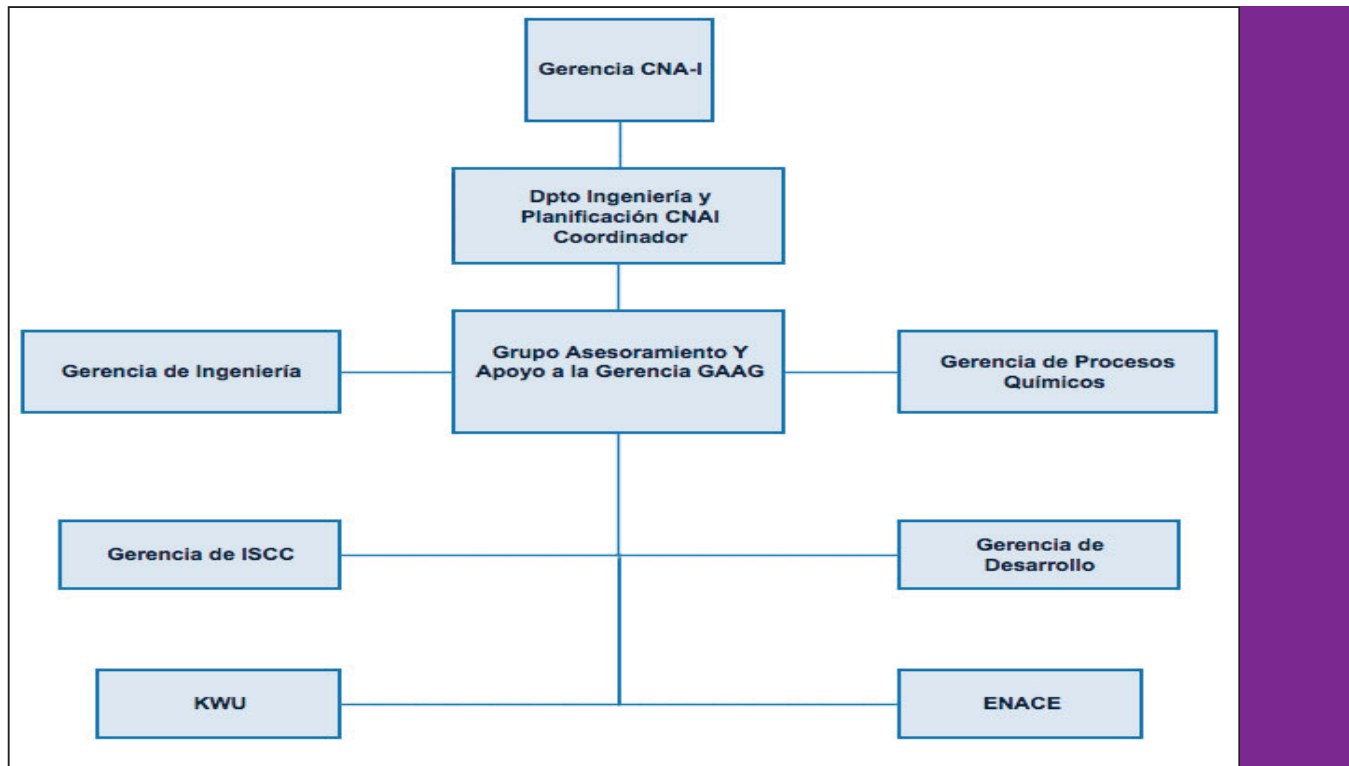 Gerencia CNA-I
Dpto Ingeniería y
Planificación CNAI
Coordinador
Grupo Asesoramiento Y
Apoyo a la Gerencia GAAG
Gerencia de Ingeniería
Gerencia de Procesos
Químicos
Gerencia de ISCC
Gerencia de
Desarrollo
KWU
ENACE